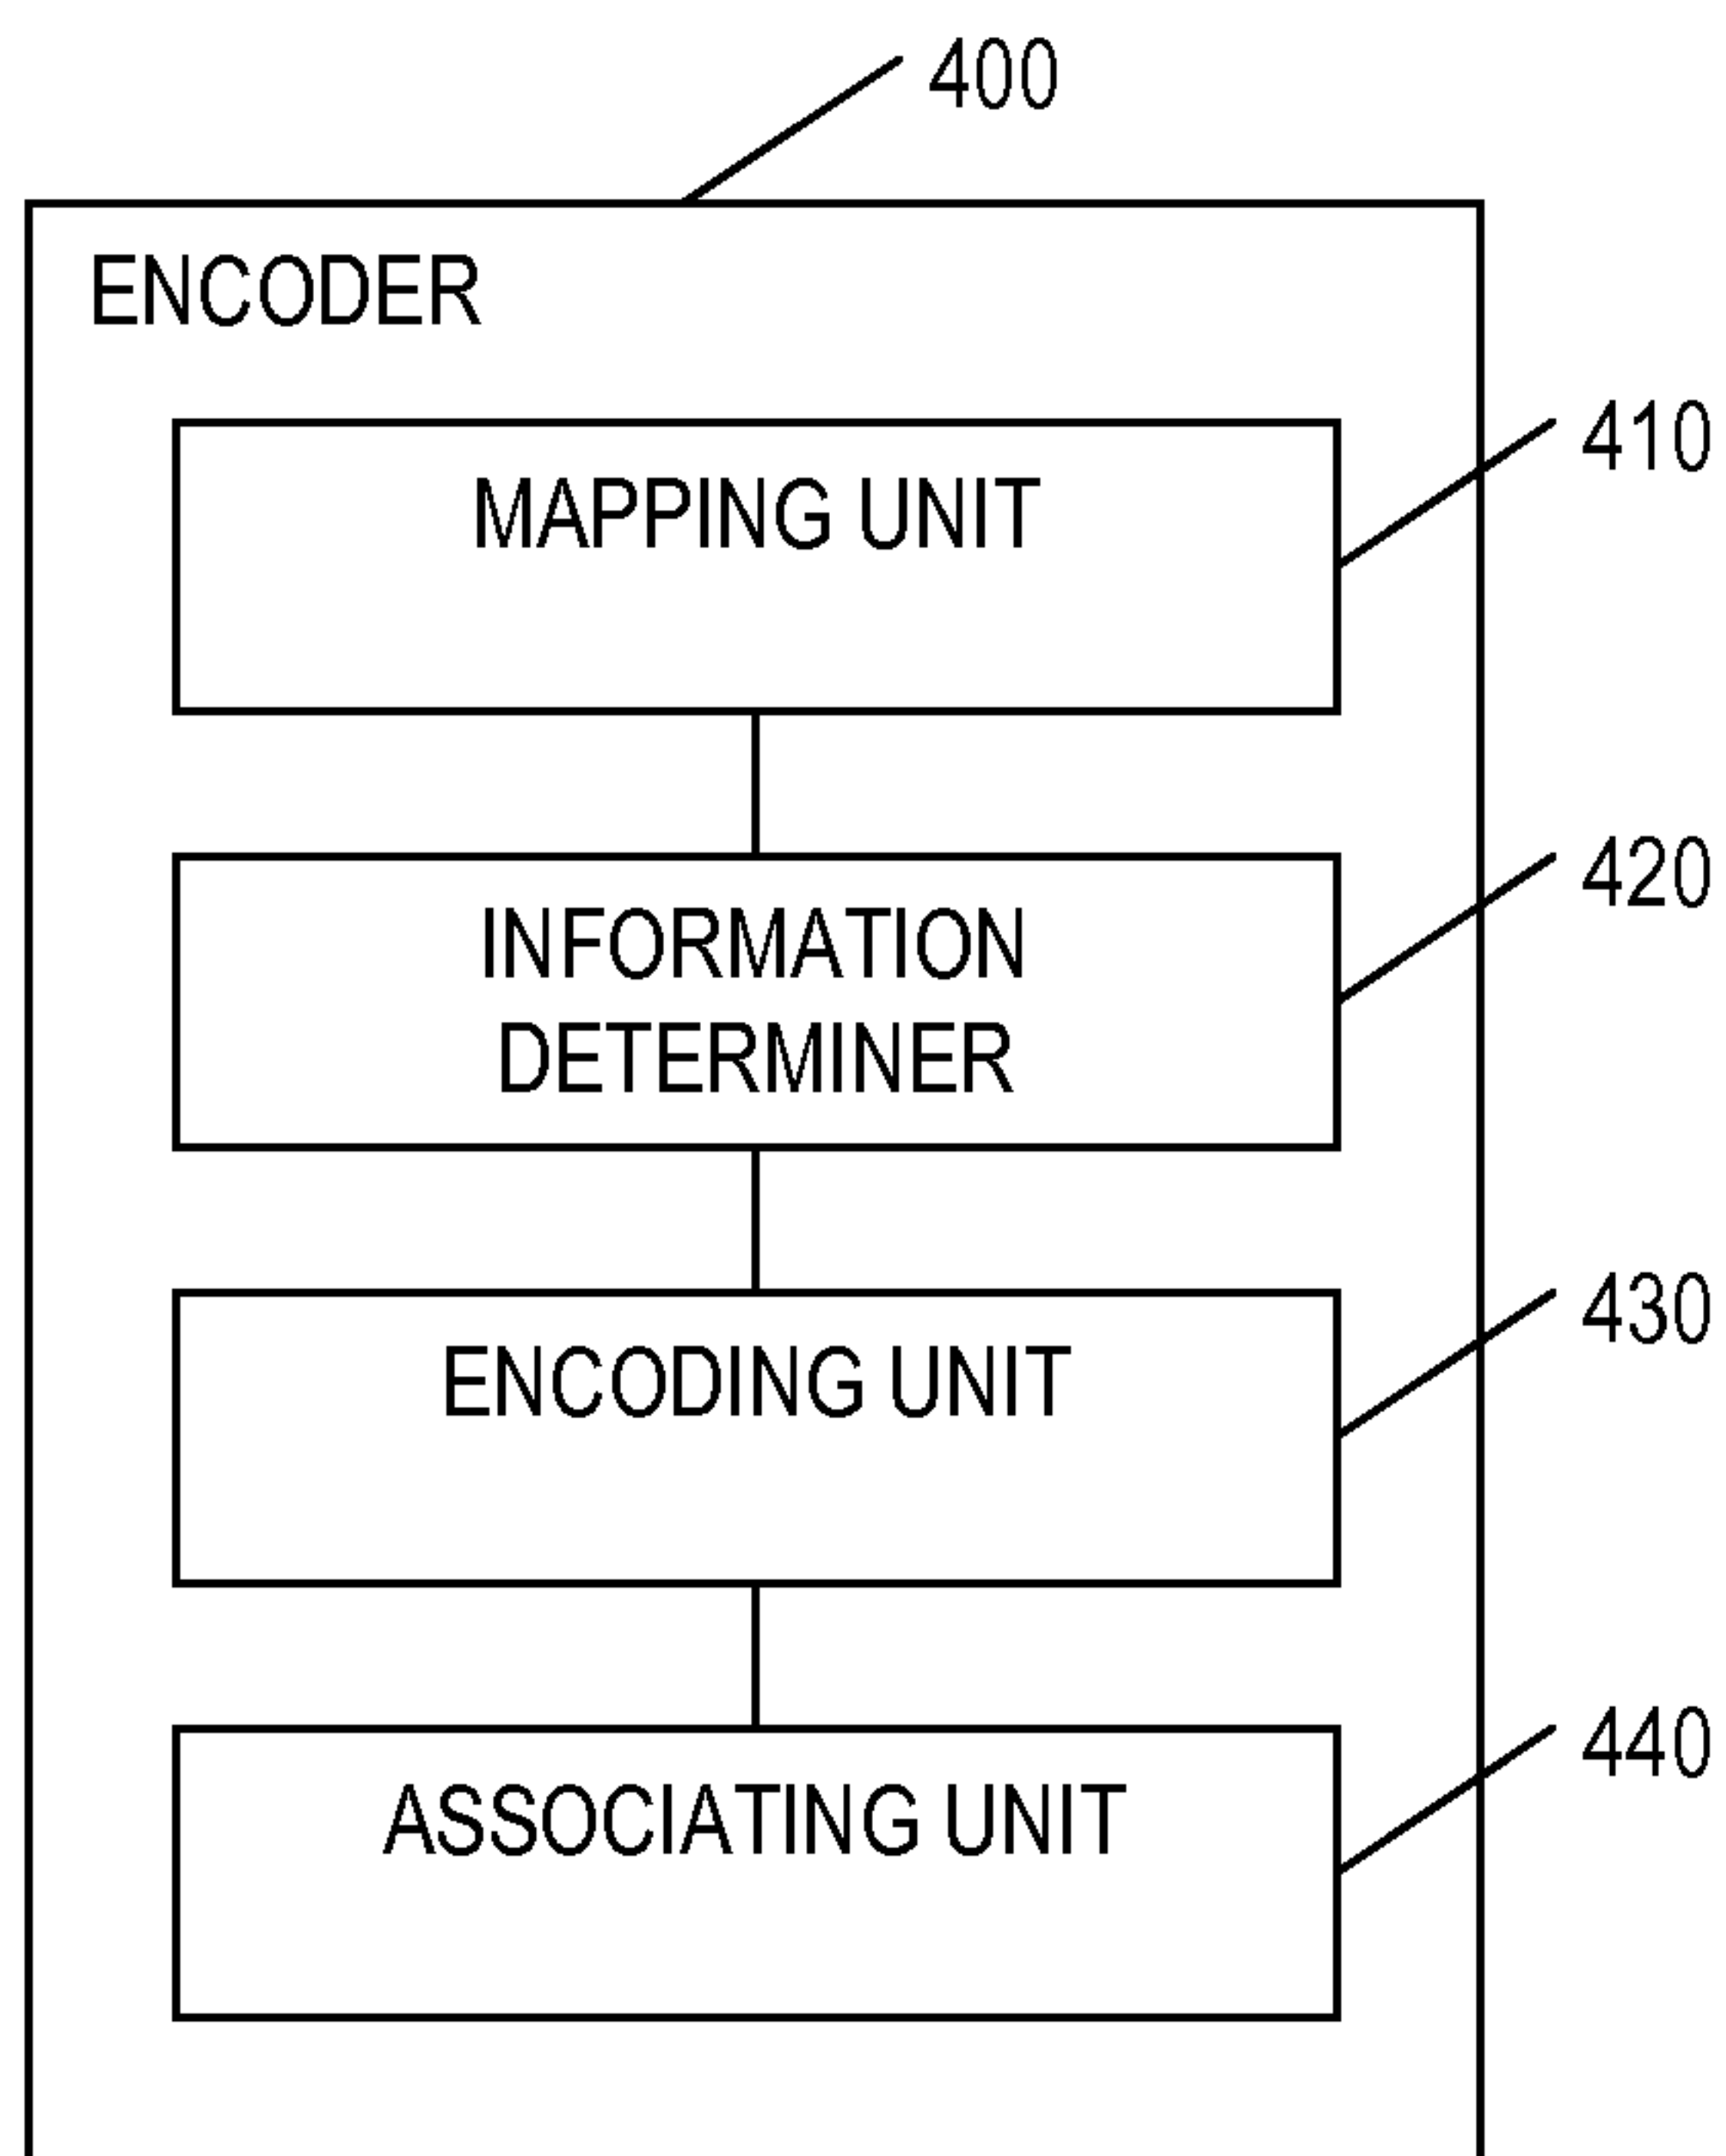 400
ENCODER
410
MAPPING UNIT
420
INFORMATION
DETERMINER
430
ENCODING UNIT
440
ASSOCIATING UNIT